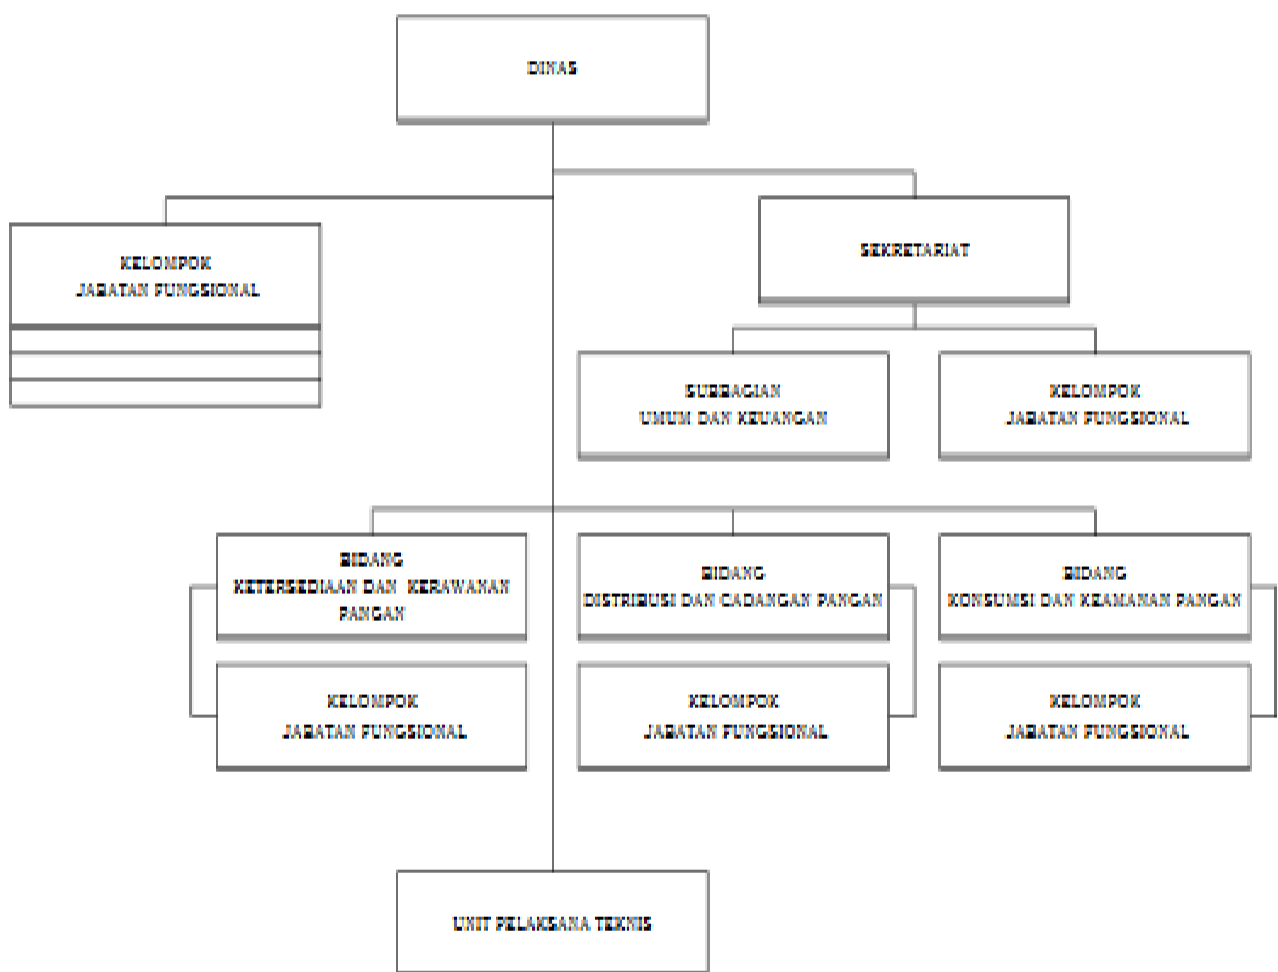 DINAS
KELOMPOK
JABATAN FUNGSIONAL
SEKRETARIAT
SUBBAGIAN
UMUM DAN KEUANGAN
KELOMPOK
JABATAN FUNGSIONAL
BIDANG
KETERSEDIAAN DAN KERAWANAN
PANGAN
BIDANG
DISTRIBUSI DAN CADANGAN PANGAN
BIDANG
KONSUMSI DAN KEAMANAN PANGAN
KELOMPOK
JABATAN FUNGSIONAL
KELOMPOK
JABATAN FUNGSIONAL
KELOMPOK
JABATAN FUNGSIONAL
UNIT PELAKSANA TEKNIS